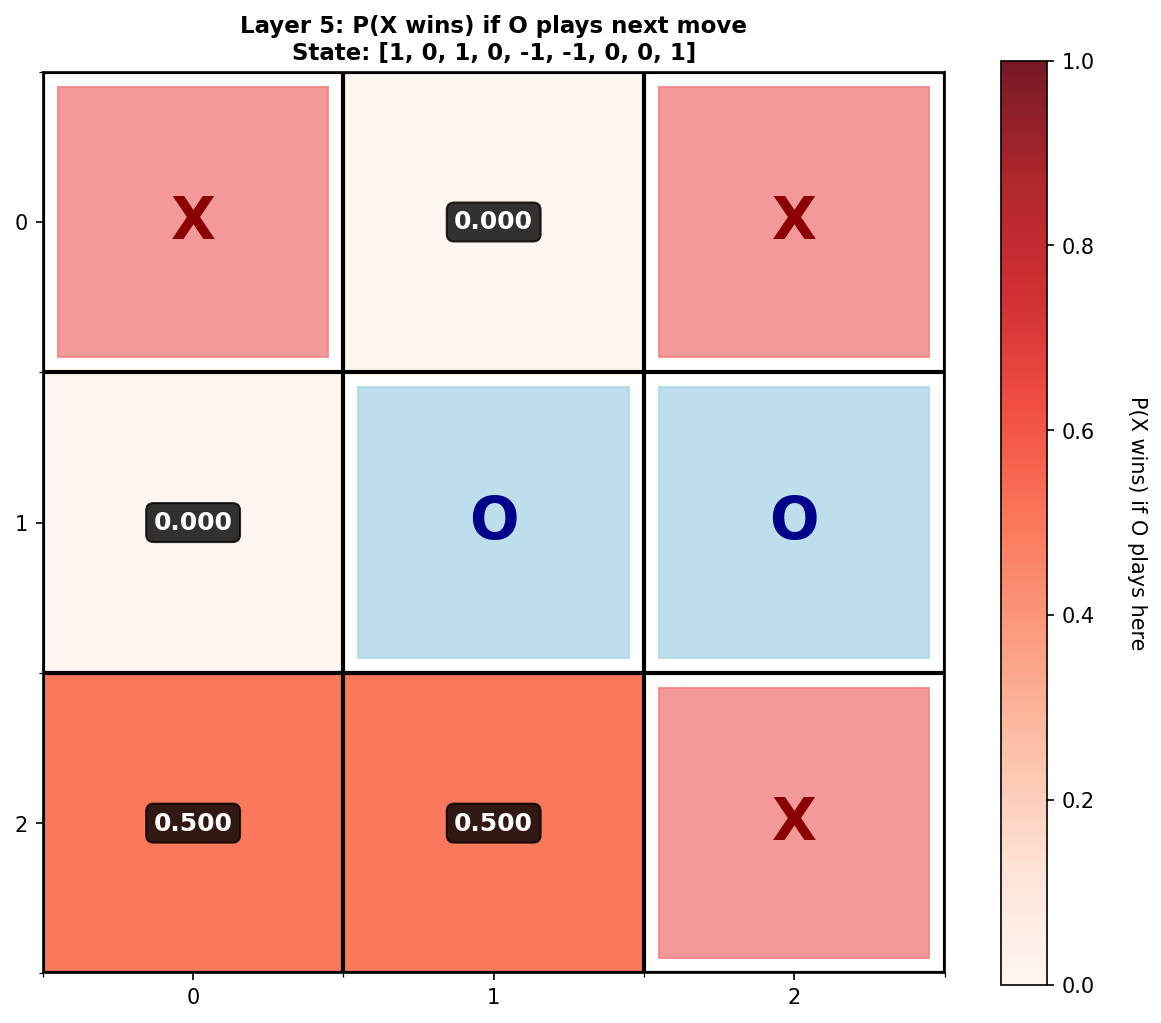 Layer 5: P(X wins) if O plays next move
State: [1, 0, 1, 0, -1, -1, 0, 0, 1]
X
0.000
X
0
0.000
O
O
1
0.500
0.500
X
2
0
1
2
1.0
0.8
0.6
0.4
0.2
0.0
P(X wins) if O plays here